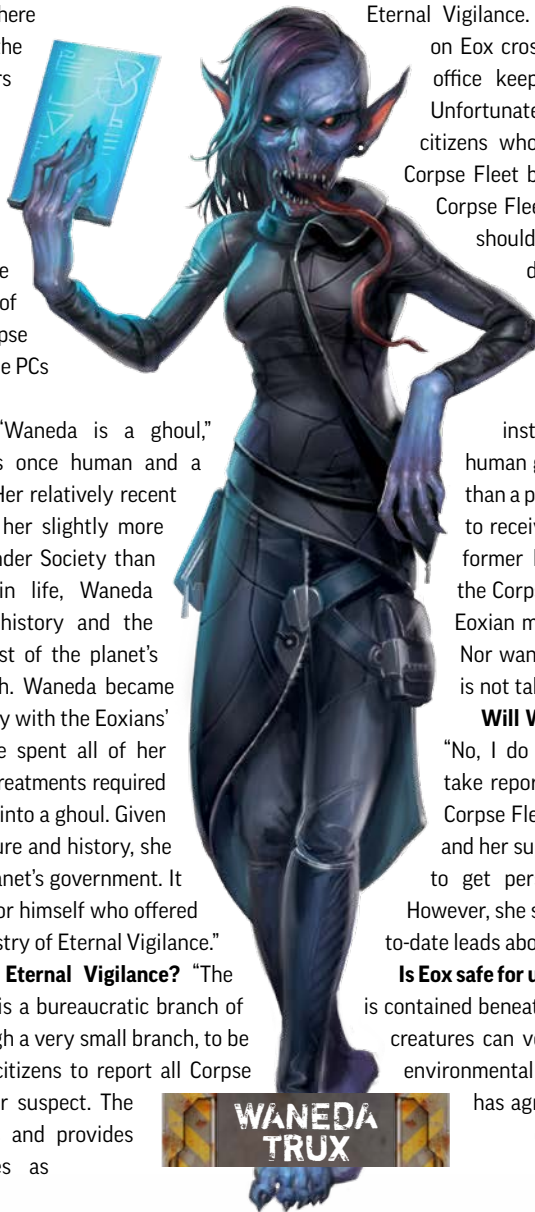 here
he
rs
e
of
pse
e PCs
“Waneda is a ghoul,”
s once human and a
Her relatively recent
her slightly more
nder Society than
in life, Waneda
history and the
st of the planet’s
h. Waneda became
y with the Eoxians’
e spent all of her
reatments required
into a ghoul. Given
ure and history, she
anet’s government. It
or himself who offered
stry of Eternal Vigilance.”
Eternal Vigilance? “The
is a bureaucratic branch of
gh a very small branch, to be
citizens to report all Corpse
r suspect. The
and provides
es as
Eternal Vigilance.
on Eox cros
office keep
Unfortunate
citizens who
Corpse Fleet b
Corpse Flee
should
d
inst
human g
than a p
to receiv
former l
the Corp
Eoxian m
Nor wan
is not tal
Will W
“No, I do
take repor
Corpse Fle
and her su
to get per
However, she s
to-date leads abou
Is Eox safe for u
is contained beneat
creatures can ve
environmental
has agr
WANEDA
TRUX